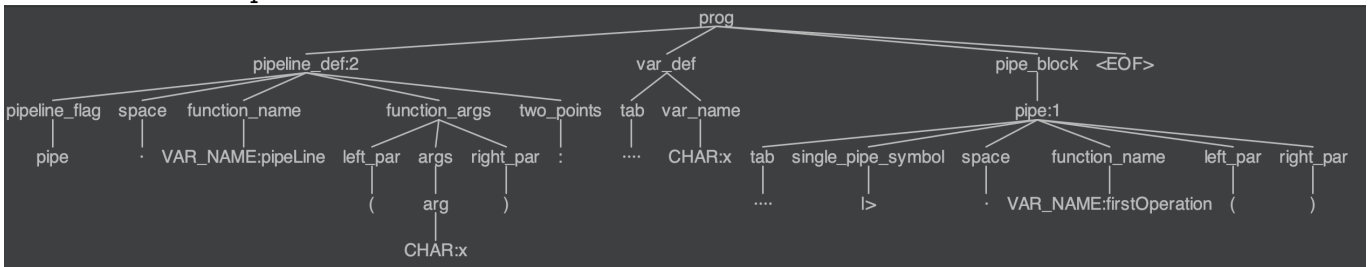 prog
pipeline_def:2 var_def pipe_block <EOF>
pipeline_flag space function_name function_args two_points tab var_name pipe:1
pipe · VAR_NAME:pipeLine left_par args right_par : ···· CHAR:x tab single_pipe_symbol space function_name left_par right_par
( arg ) ···· |> · VAR_NAME:firstOperation ( )
CHAR:x